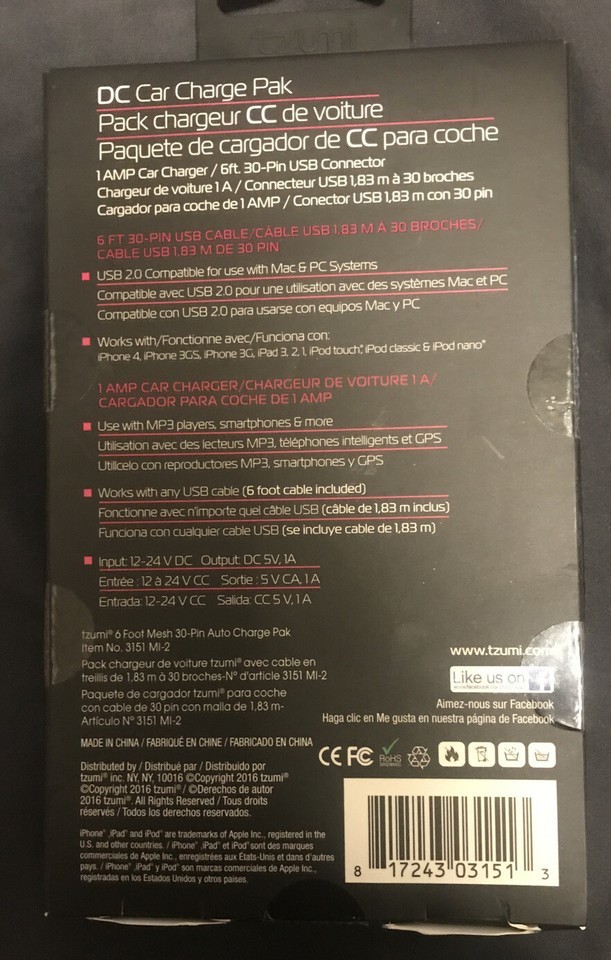 tzumi
DC Car Charge Pak
Pack chargeur CC de voiture
Paquete de cargador de CC para coche
1 AMP Car Charger / 6ft. 30-Pin USB Connector
Chargeur de voiture 1 A / Connecteur USB 1,83 m à 30 broches
Cargador para coche de 1 AMP / Conector USB 1,83 m con 30 pin
6 FT 30-PIN USB CABLE/CÂBLE USB 1,83 M À 30 BROCHES/
CABLE USB 1.83 M DE 30 PIN
USB 2.0 Compatible for use with Mac & PC Systems
Compatible avec USB 2.0 pour une utilisation avec des systèmes Mac et PC
Compatible con USB 2.0 para usarse con equipos Mac y PC
Works with/Fonctionne avec/Funciona con:
iPhone 4, iPhone 3GS, iPhone 3G, iPad 3, 2, 1, iPod touch®, iPod classic & iPod nano®
1 AMP CAR CHARGER/CHARGEUR DE VOITURE 1 A/
CARGADOR PARA COCHE DE 1 AMP
Use with MP3 players, smartphones & more
Utilisation avec des lecteurs MP3, téléphones intelligents et GPS
Utilícelo con reproductores MP3, smartphones y GPS
Works with any USB cable (6 foot cable included)
Fonctionne avec n'importe quel câble USB (câble de 1,83 m inclus)
Funciona con cualquier cable USB (se incluye cable de 1,83 m)
Input: 12-24 V DC Output: DC 5V, 1A
Entrée : 12 à 24 V CC Sortie : 5 V CA, 1 A
Entrada: 12-24 V CC Salida: CC 5 V, 1 A
tzumi® 6 Foot Mesh 30-Pin Auto Charge Pak
Item No. 3151 MI-2
Pack chargeur de voiture tzumi® avec cable en
treillis de 1,83 m à 30 broches-N° d'article 3151 MI-2
Paquete de cargador tzumi® para coche
con cable de 30 pin con malla de 1,83 m-
Artículo N° 3151 MI-2
www.tzumi.com
Like us on f
Aimez-nous sur Facebook
Haga clic en Me gusta en nuestra página de Facebook
MADE IN CHINA / FABRIQUÉ EN CHINE / FABRICADO EN CHINA
CE FC RoHS
Distributed by / Distribué par / Distribuido por
tzumi® inc. NY, NY, 10016 ©Copyright 2016 tzumi®
©Copyright 2016 tzumi® / ©Derechos de autor
2016 tzumi®. All Rights Reserved / Tous droits
réservés / Todos los derechos reservados.
iPhone®, iPad® and iPod® are trademarks of Apple Inc., registered in the
U.S. and other countries. / iPhone®, iPad® et iPod® sont des marques
commerciales de Apple Inc., enregistrées aux États-Unis et dans d'autres
pays. / iPhone®, iPad® y iPod® son marcas comerciales de Apple Inc.,
registradas en los Estados Unidos y otros países.
8 17243 03151 3